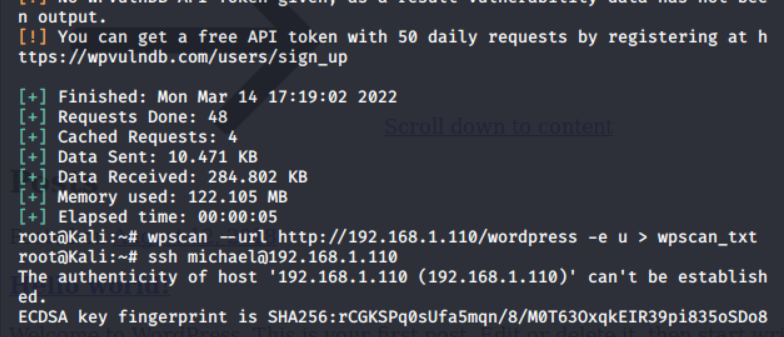 [!] No WPVulnDB API Token given, as a result vulnerability data has not bee
n output.
[!] You can get a free API token with 50 daily requests by registering at h
ttps://wpvulndb.com/users/sign_up
[+] Finished: Mon Mar 14 17:19:02 2022
[+] Requests Done: 48
[+] Cached Requests: 4
Scroll down to content
[+] Data Sent: 10.471 KB
[+] Data Received: 284.802 KB
[+] Memory used: 122.105 MB
[+] Elapsed time: 00:00:05
root@Kali:~# wpscan --url http://192.168.1.110/wordpress -e u > wpscan_txt
root@Kali:~# ssh michael@192.168.1.110
The authenticity of host '192.168.1.110 (192.168.1.110)' can't be establish
ed.
Hello world!
ECDSA key fingerprint is SHA256:rCGKSPq0sUfa5mqn/8/M0T63OxqkEIR39pi835oSDo8
Welcome to WordPress. This is your first post. Edit or delete it, then start wri